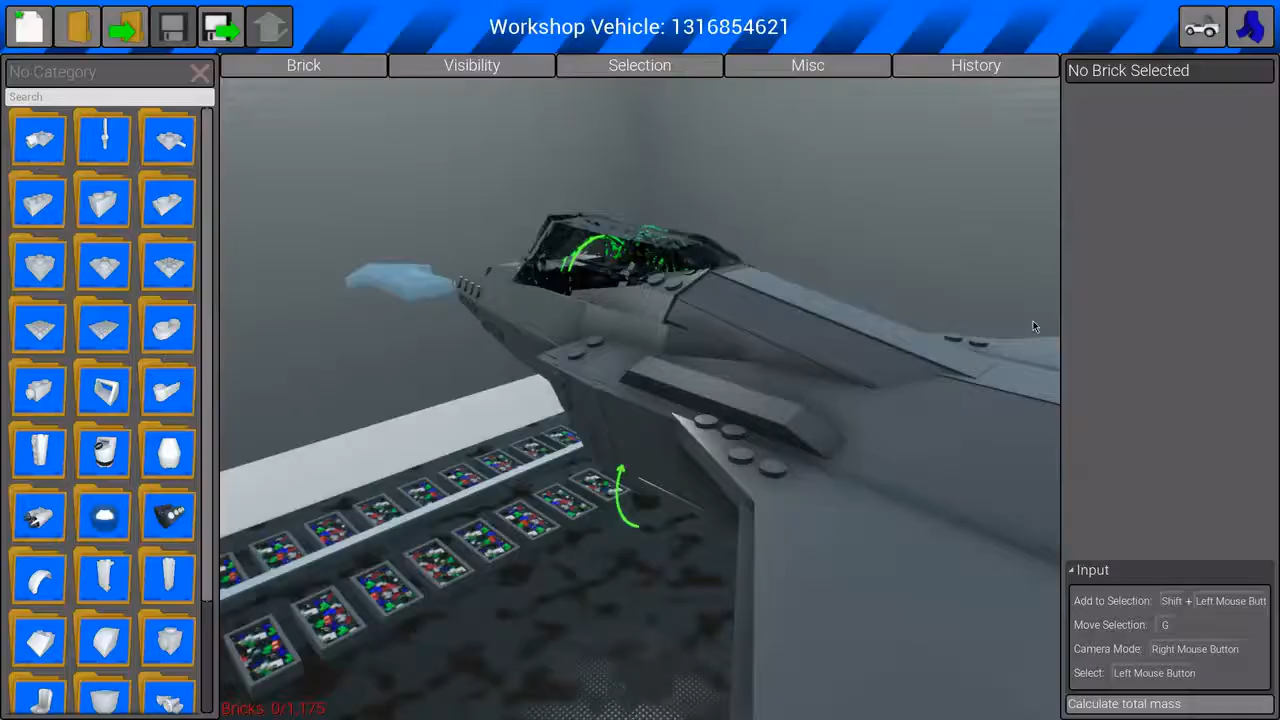 Workshop Vehicle: 1316854621
No Category
Search
Brick
Visibility
Selection
Misc
History
No Brick Selected
Input
Add to Selection: Shift + Left Mouse Butt
Move Selection: G
Camera Mode: Right Mouse Button
Select: Left Mouse Button
Calculate total mass
Bricks: 0/1,175